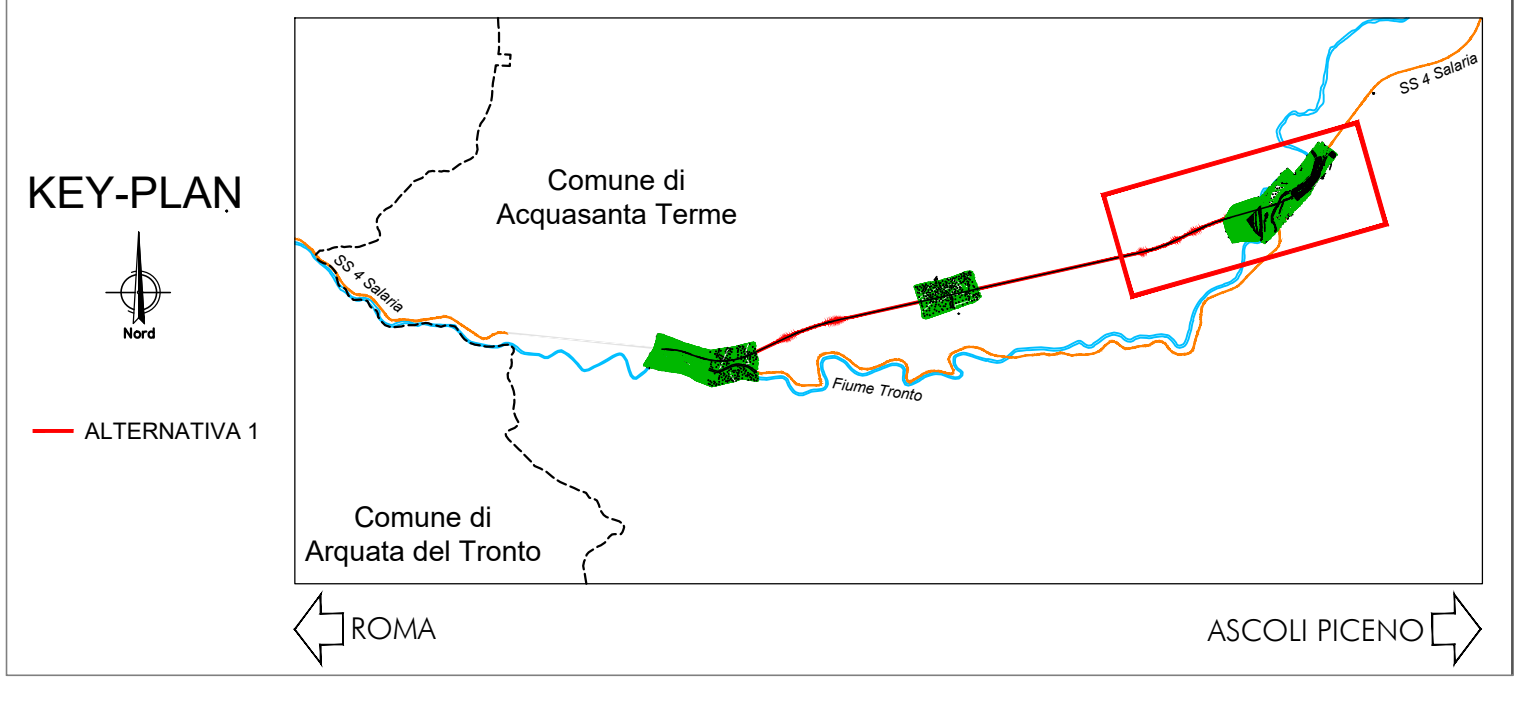 KEY-PLAN
Nord
ALTERNATIVA 1
SS 4 Salaria
Comune di
Acquasanta Terme
SS 4 Salaria
Fiume Tronto
Comune di
Arquata del Tronto
ROMA
ASCOLI PICENO